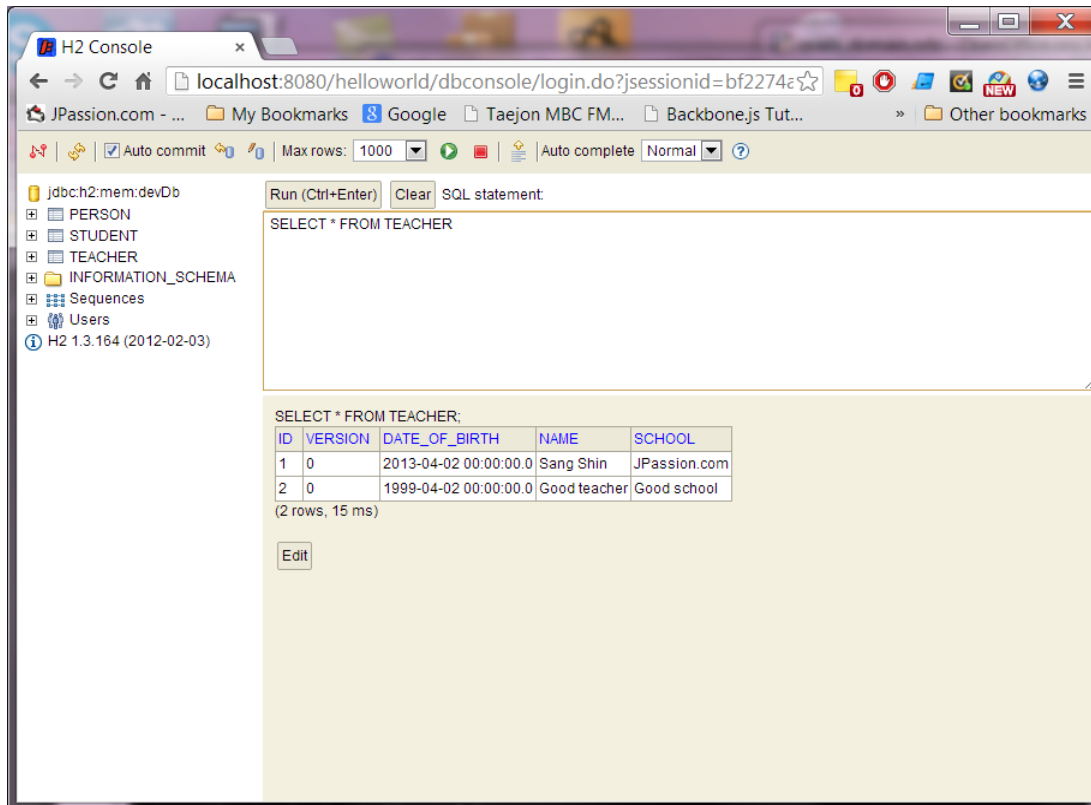 H2 Console
localhost:8080/helloworld/dbconsole/login.do?jsessionid=bf2274a
0
NEW
JPassion.com - ... My Bookmarks Google Taejon MBC FM... Backbone.js Tut... » Other bookmarks
Auto commit Max rows: 1000 Auto complete Normal
jdbc:h2:mem:devDb
PERSON
STUDENT
TEACHER
INFORMATION_SCHEMA
Sequences
Users
H2 1.3.164 (2012-02-03)
Run (Ctrl+Enter) Clear SQL statement:
SELECT * FROM TEACHER
SELECT * FROM TEACHER;
ID VERSION DATE_OF_BIRTH NAME SCHOOL
1 0 2013-04-02 00:00:00.0 Sang Shin JPassion.com
2 0 1999-04-02 00:00:00.0 Good teacher Good school
(2 rows, 15 ms)
Edit